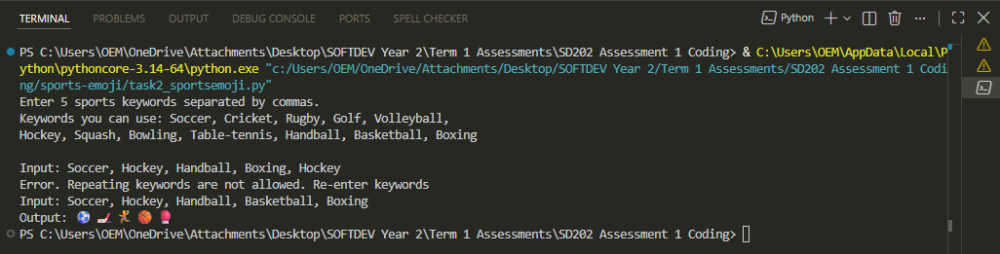 TERMINAL PROBLEMS OUTPUT DEBUG CONSOLE PORTS SPELL CHECKER Python
PS C:\Users\OEM\OneDrive\Attachments\Desktop\SOFTDEV Year 2\Term 1 Assessments\SD202 Assessment 1 Coding> & C:\Users\OEM\AppData\Local\P
ython\pythoncore-3.14-64\python.exe "c:/Users/OEM/OneDrive/Attachments/Desktop/SOFTDEV Year 2/Term 1 Assessments/SD202 Assessment 1 Codi
ng/sports-emoji/task2_sportsemoji.py"
Enter 5 sports keywords separated by commas.
Keywords you can use: Soccer, Cricket, Rugby, Golf, Volleyball,
Hockey, Squash, Bowling, Table-tennis, Handball, Basketball, Boxing
Input: Soccer, Hockey, Handball, Boxing, Hockey
Error. Repeating keywords are not allowed. Re-enter keywords
Input: Soccer, Hockey, Handball, Basketball, Boxing
Output: ⚽ 🏒 🤾 🏀 🥊
PS C:\Users\OEM\OneDrive\Attachments\Desktop\SOFTDEV Year 2\Term 1 Assessments\SD202 Assessment 1 Coding>